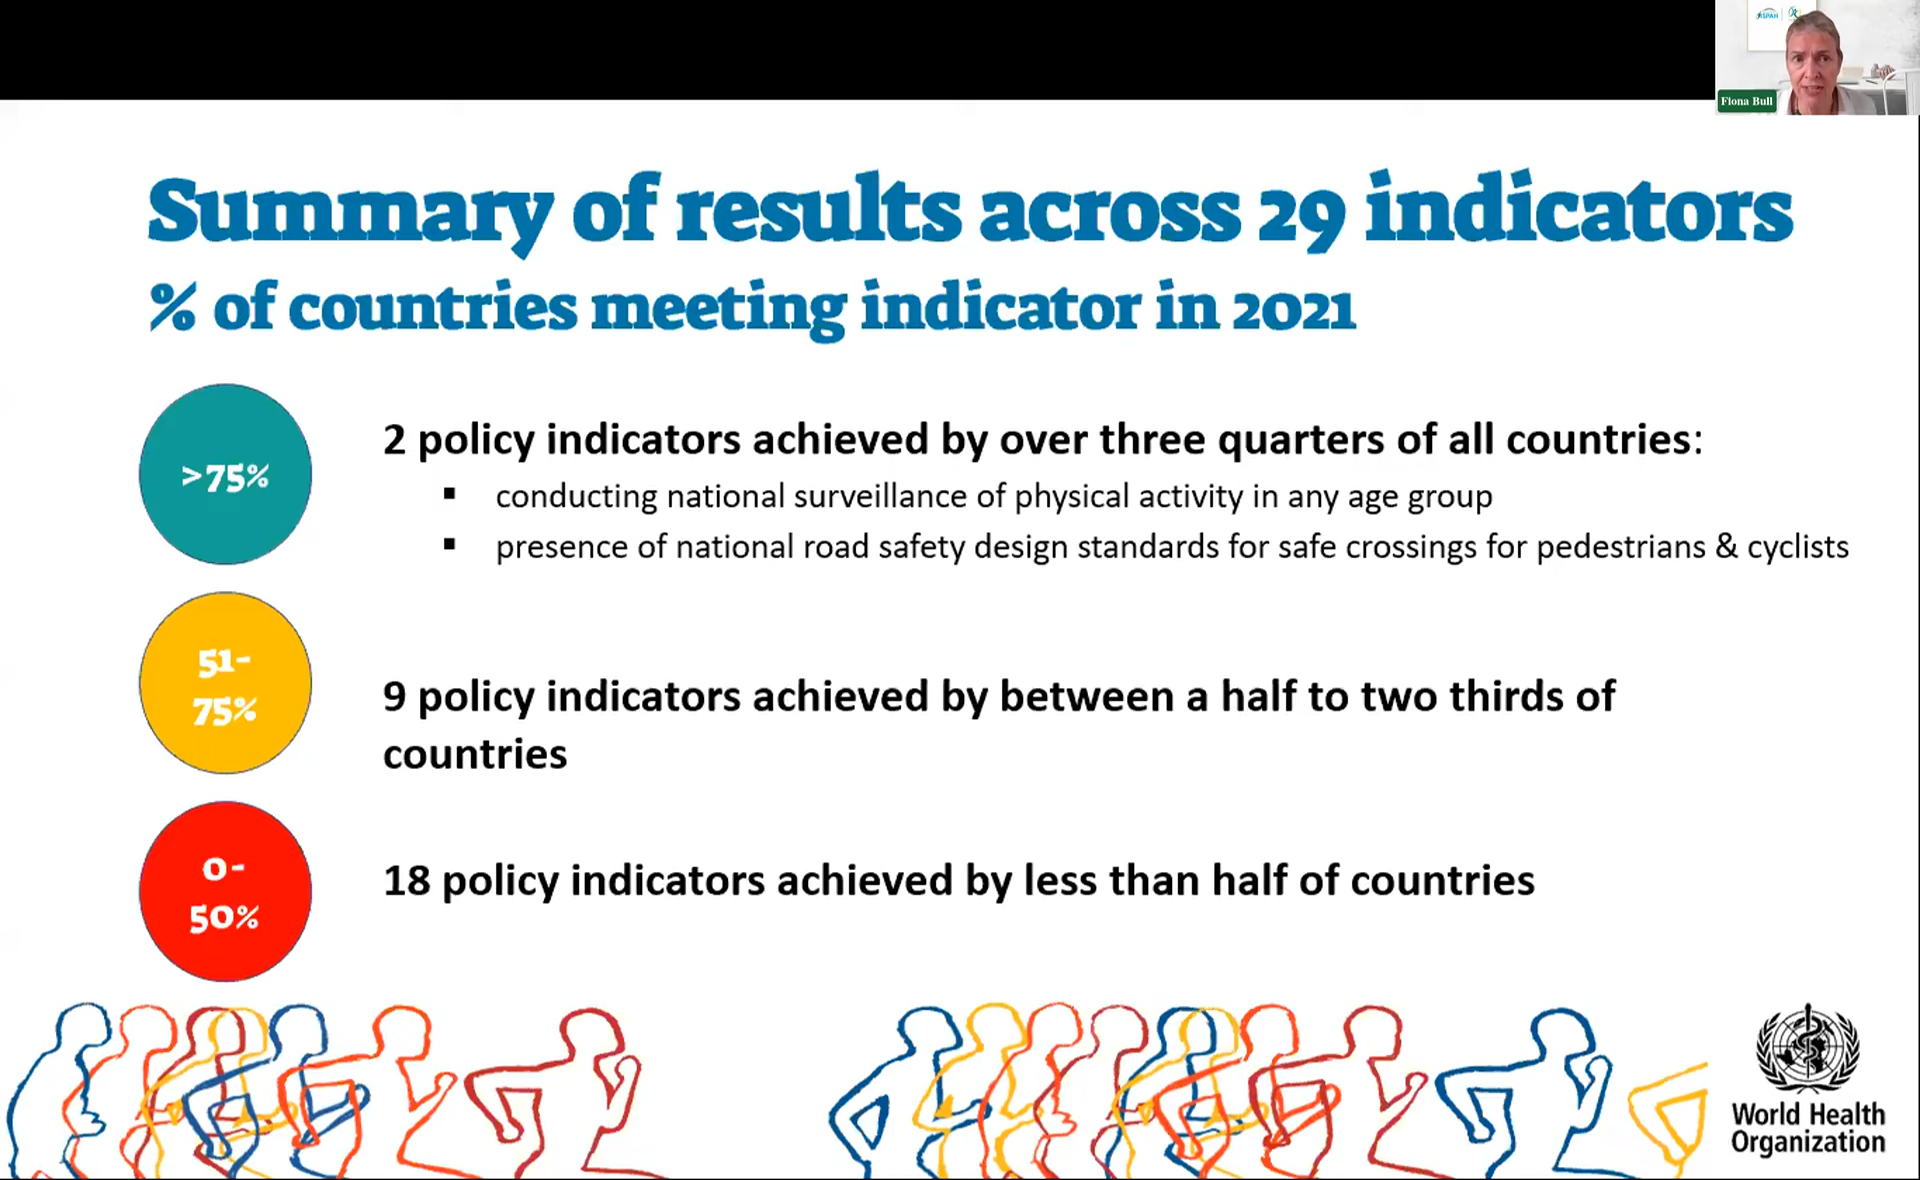 ISPAH
Fiona Bull
Summary of results across 29 indicators
% of countries meeting indicator in 2021
>75%
2 policy indicators achieved by over three quarters of all countries:
▪ conducting national surveillance of physical activity in any age group
▪ presence of national road safety design standards for safe crossings for pedestrians & cyclists
51-
75%
9 policy indicators achieved by between a half to two thirds of
countries
0-
50%
18 policy indicators achieved by less than half of countries
World Health
Organization